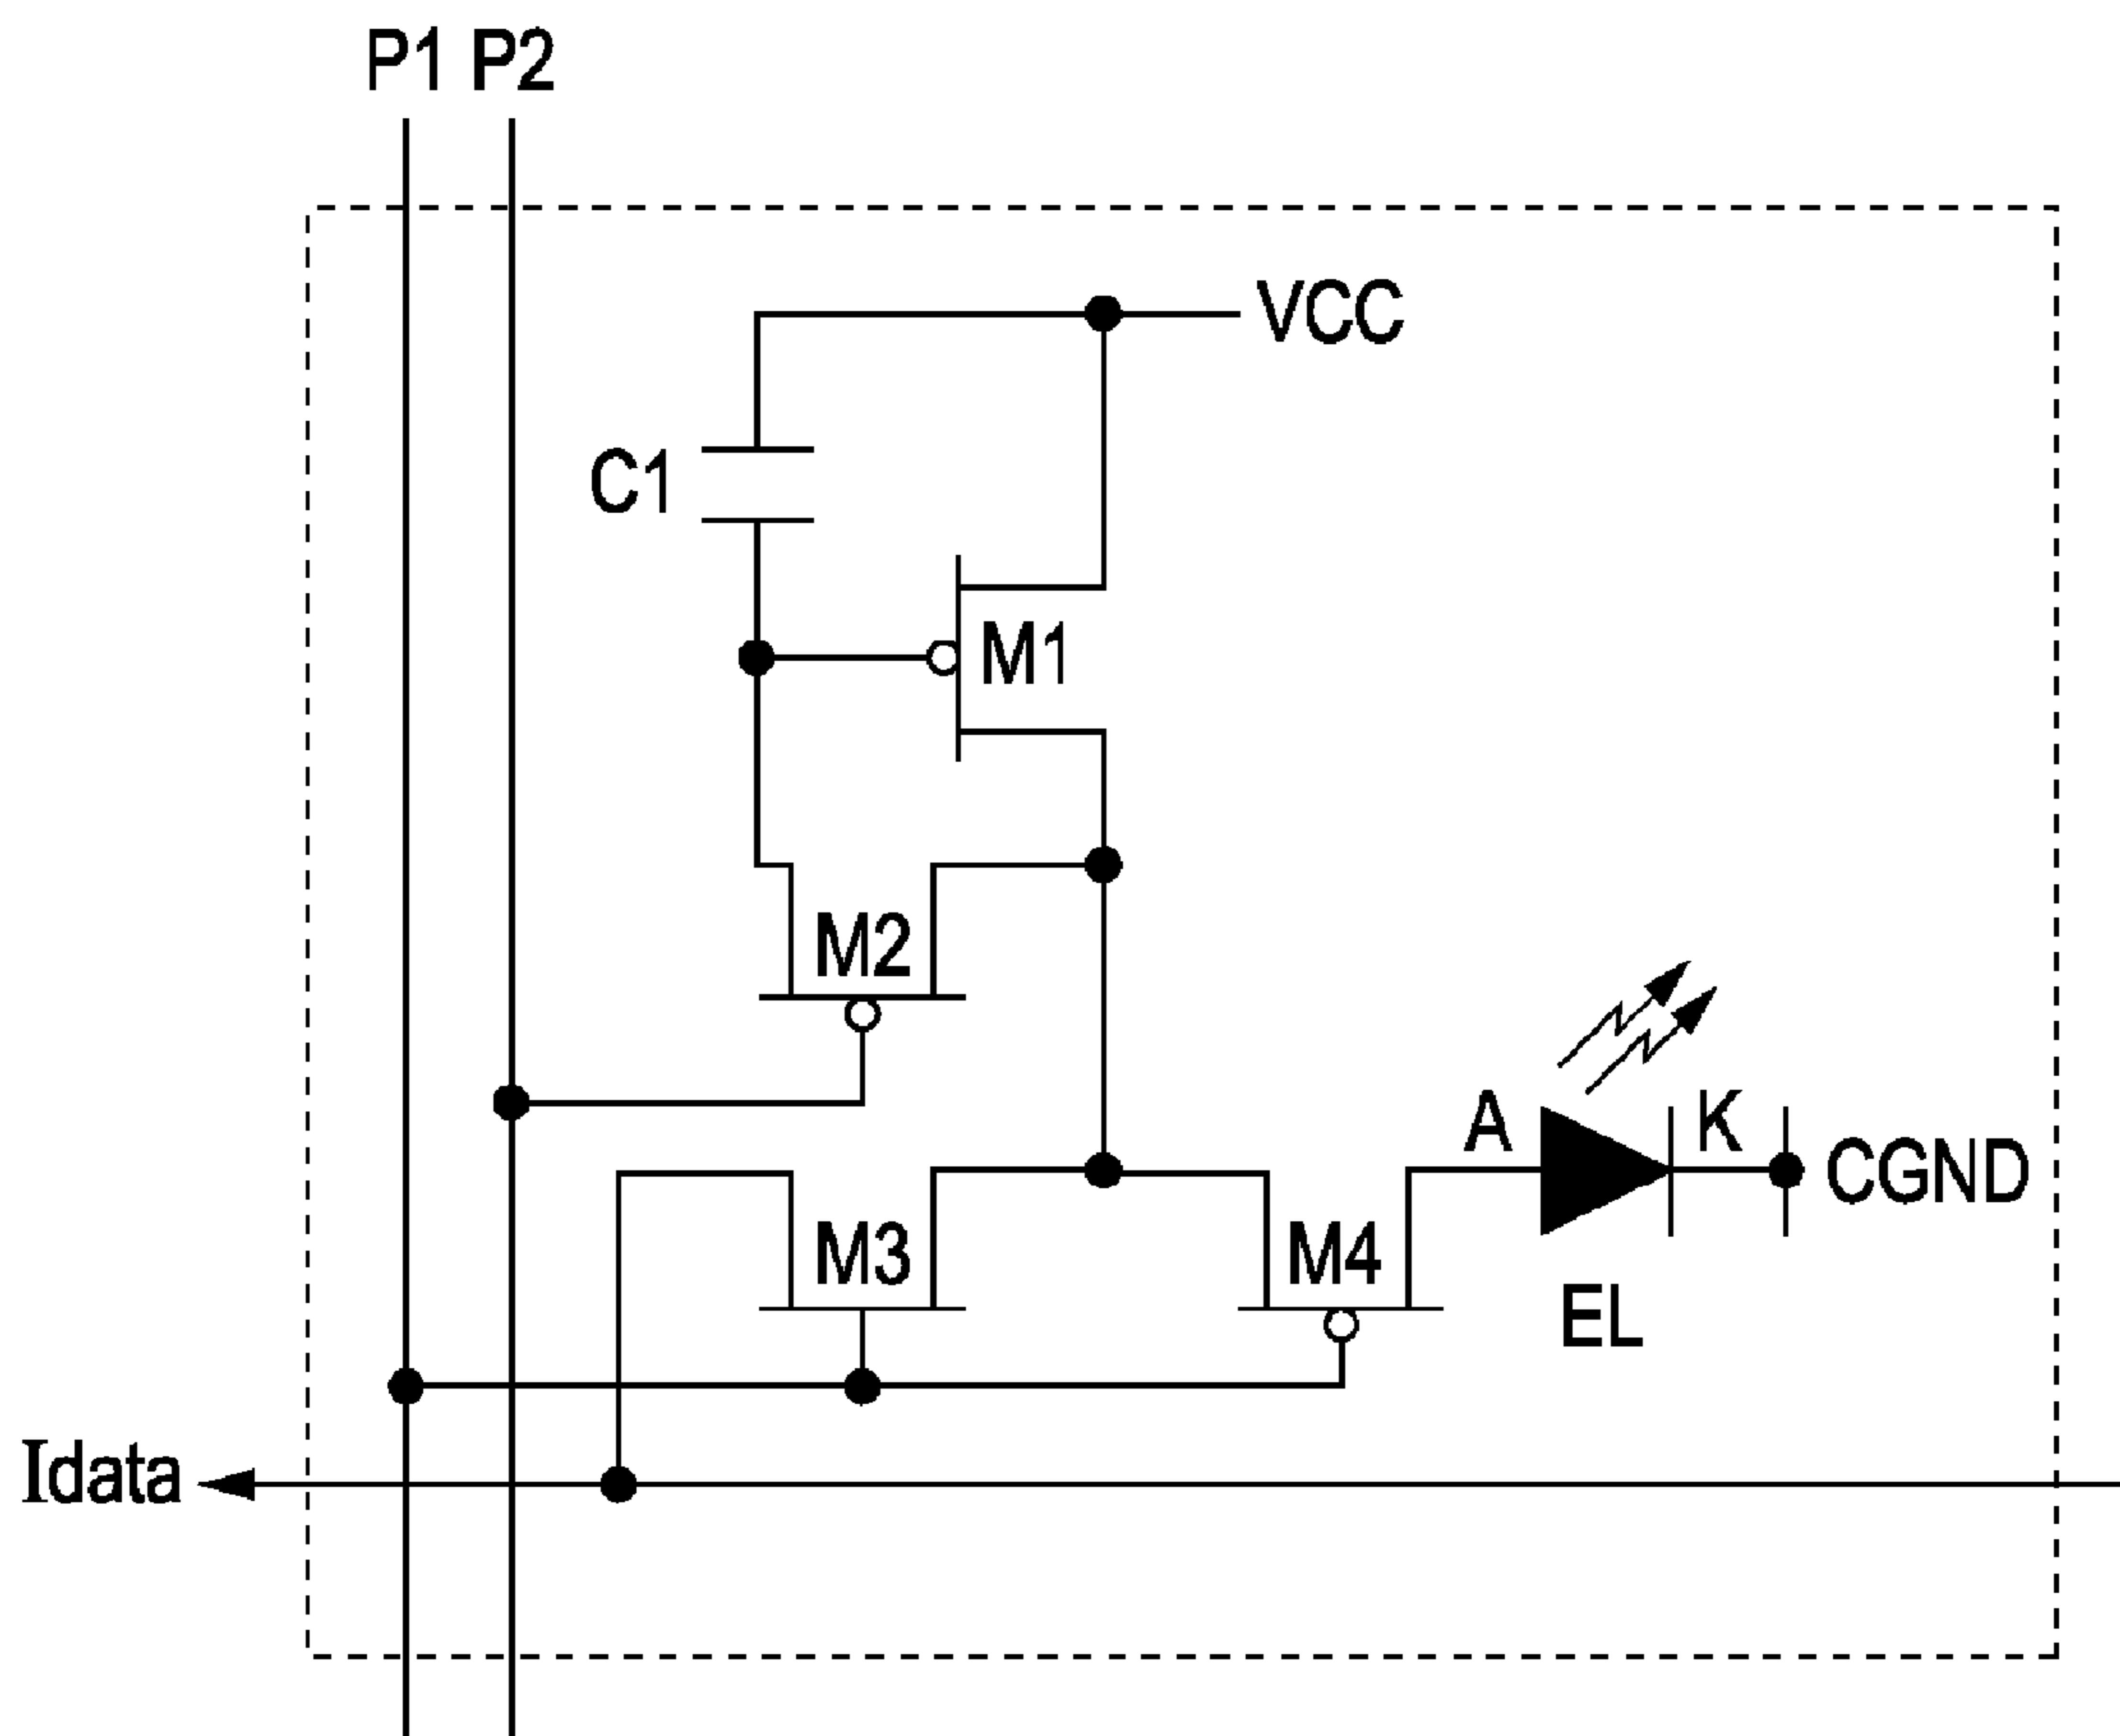 P1 P2
VCC
C1
M1
M2
A K CGND
M3 M4
EL
Idata